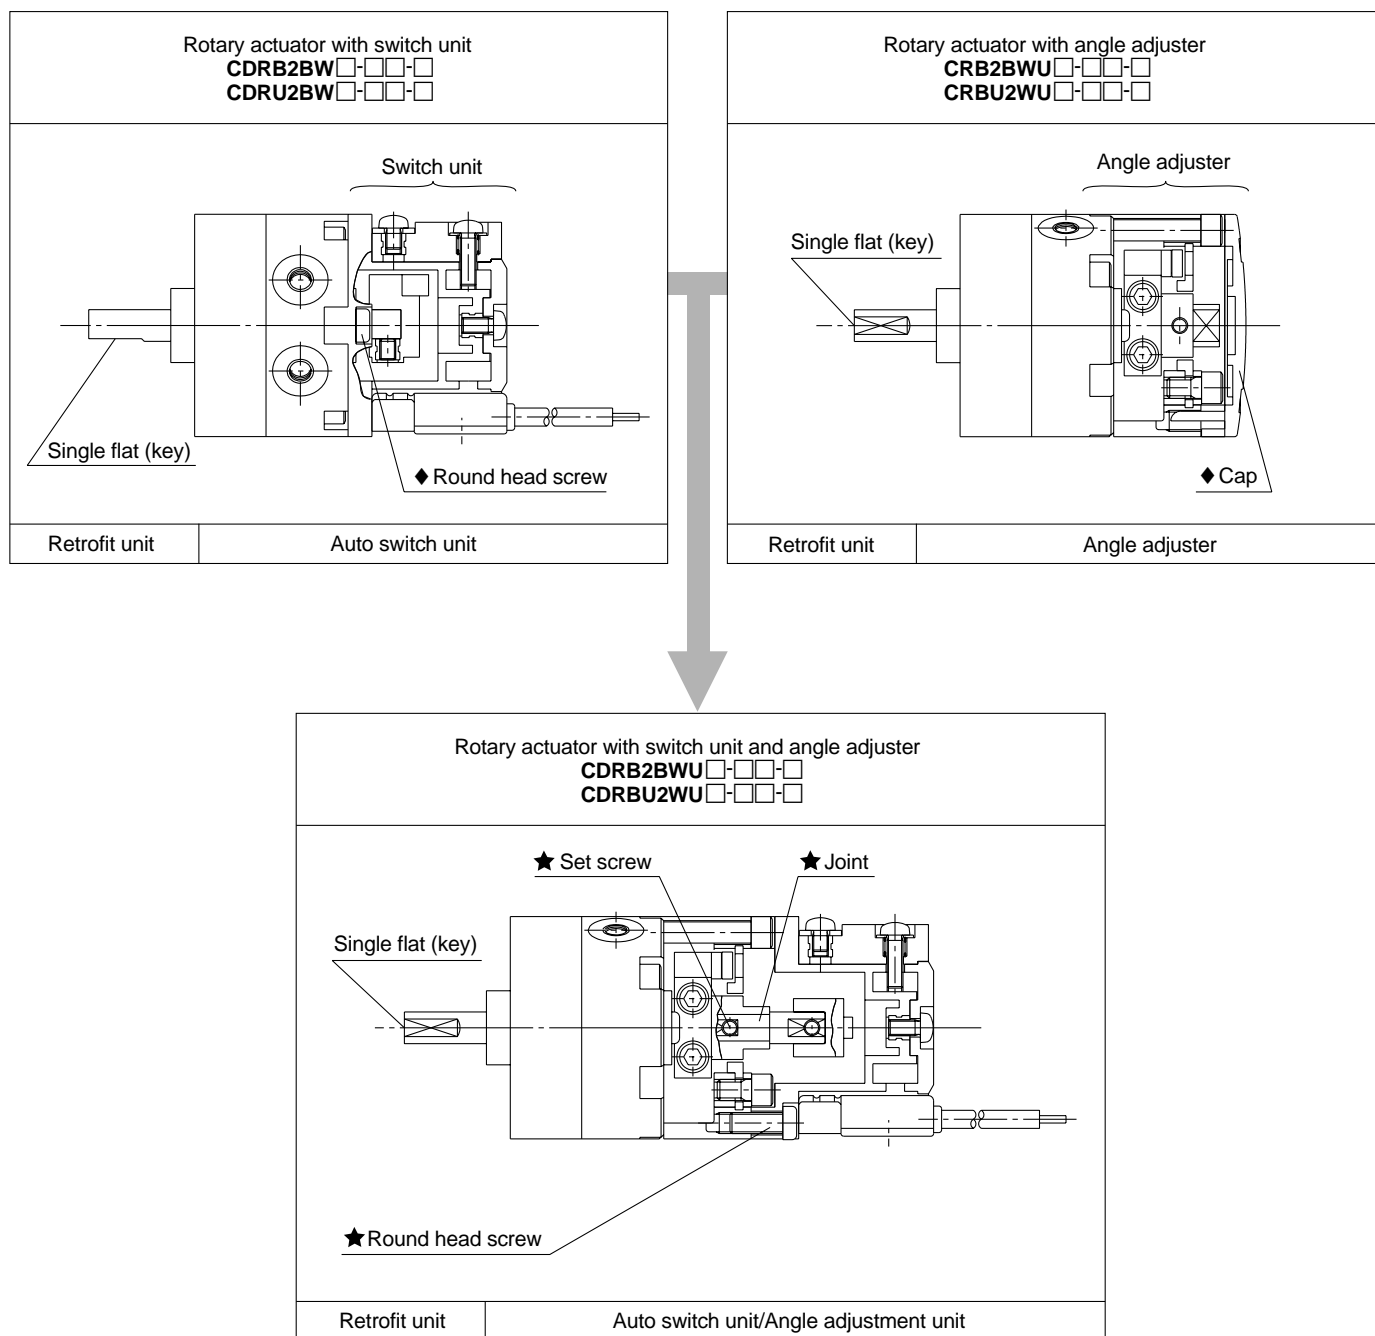 Rotary actuator with switch unit
CDRB2BW□-□□-□
CDRU2BW□-□□-□
Switch unit
Single flat (key)
♦ Round head screw
Retrofit unit
Auto switch unit
Rotary actuator with angle adjuster
CRB2BWU□-□□-□
CRBU2WU□-□□-□
Angle adjuster
Single flat (key)
♦ Cap
Retrofit unit
Angle adjuster
Rotary actuator with switch unit and angle adjuster
CDRB2BWU□-□□-□
CDRBU2WU□-□□-□
★ Set screw
★ Joint
Single flat (key)
★ Round head screw
Retrofit unit
Auto switch unit/Angle adjustment unit